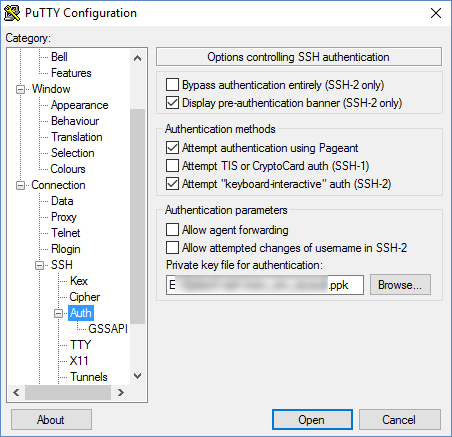 PuTTY Configuration
Category:
Bell
Features
Window
Appearance
Behaviour
Translation
Selection
Colours
Connection
Data
Proxy
Telnet
Rlogin
SSH
Kex
Cipher
Auth
GSSAPI
TTY
X11
Tunnels
Options controlling SSH authentication
Bypass authentication entirely (SSH-2 only)
Display pre-authentication banner (SSH-2 only)
Authentication methods
Attempt authentication using Pageant
Attempt TIS or CryptoCard auth (SSH-1)
Attempt "keyboard-interactive" auth (SSH-2)
Authentication parameters
Allow agent forwarding
Allow attempted changes of username in SSH-2
Private key file for authentication:
E .ppk Browse...
About Open Cancel